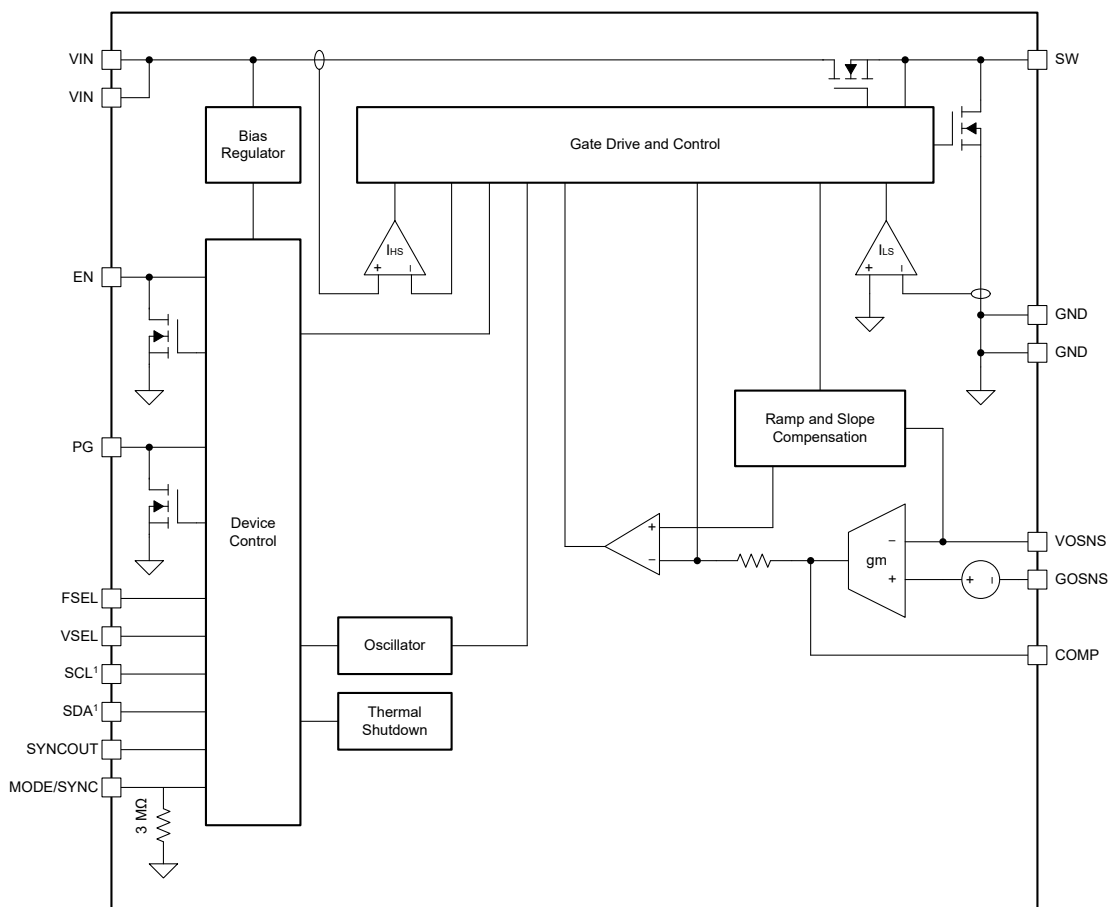 VIN
VIN
SW
Bias
Regulator
Gate Drive and Control
IHS
+
−
ILS
+
−
EN
GND
GND
Ramp and Slope
Compensation
PG
Device
Control
+
−
gm
−
+
+
−
VOSNS
GOSNS
COMP
FSEL
VSEL
SCL¹
SDA¹
SYNCOUT
MODE/SYNC
Oscillator
Thermal
Shutdown
3 MΩ